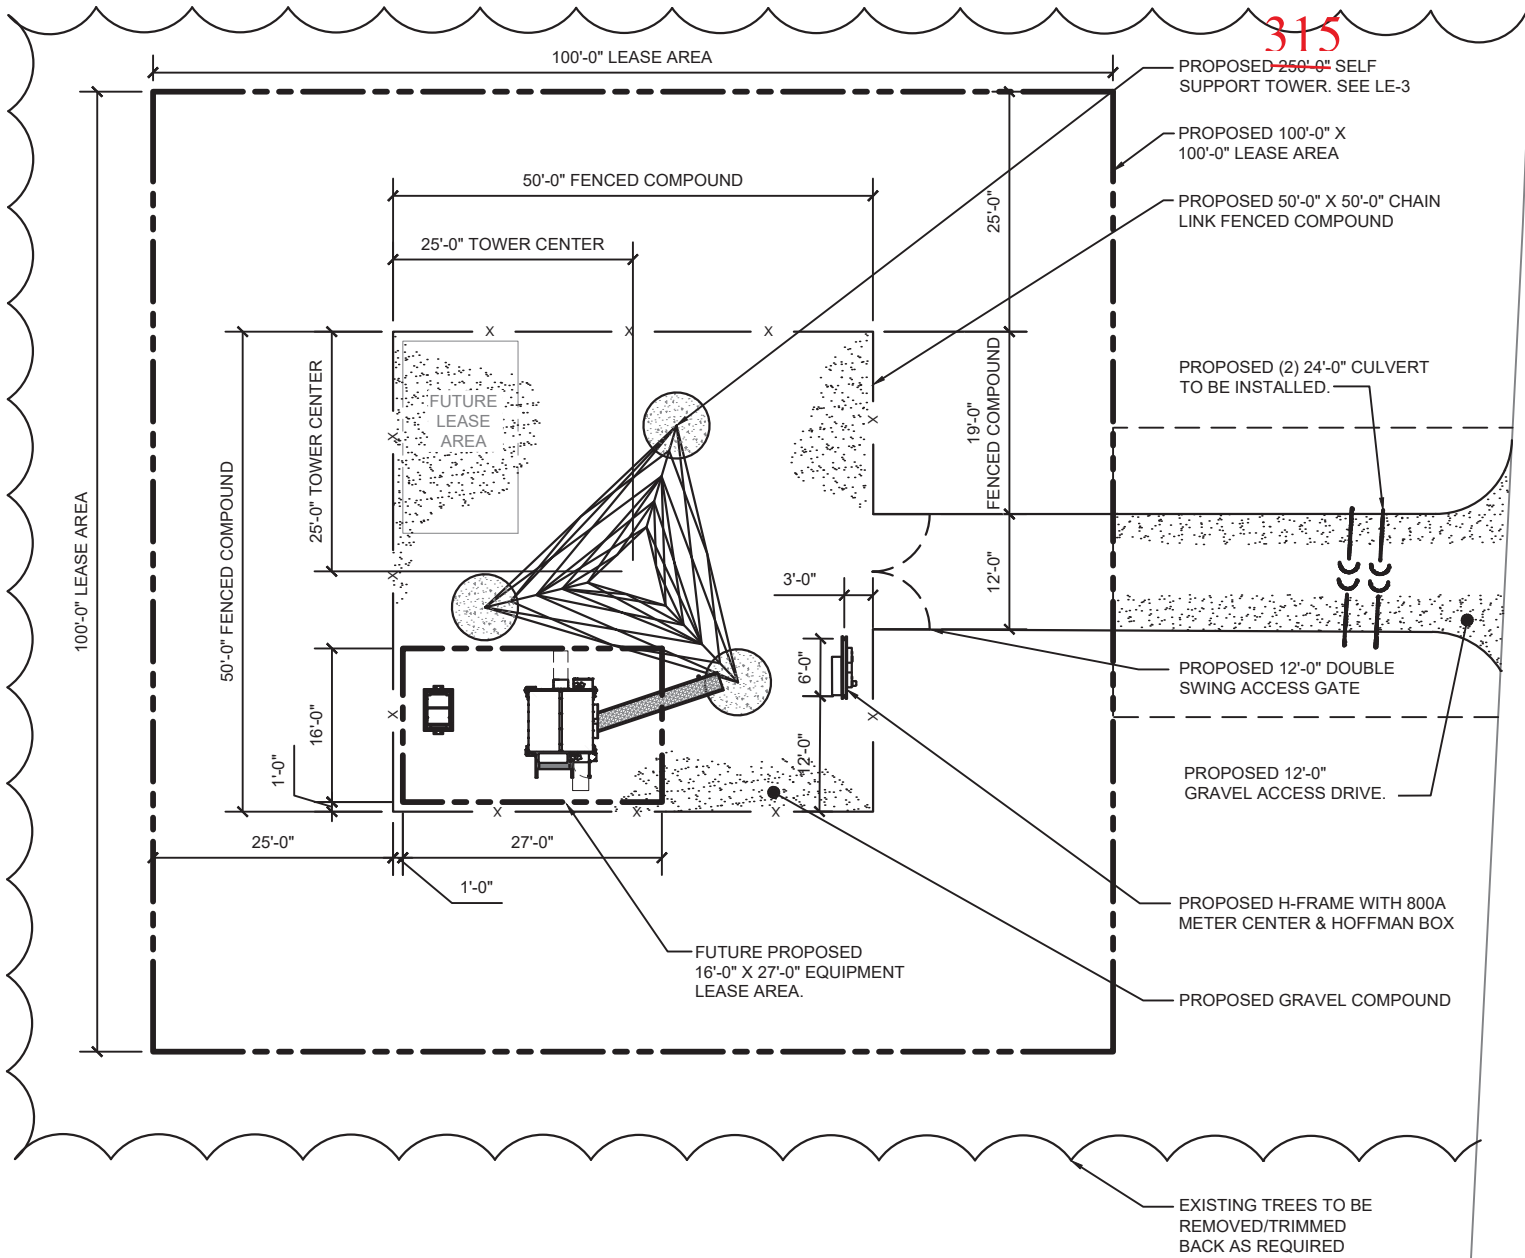 315
100'-0" LEASE AREA
PROPOSED 250'-0" SELF
SUPPORT TOWER. SEE LE-3
PROPOSED 100'-0" X
100'-0" LEASE AREA
50'-0" FENCED COMPOUND
25'-0"
PROPOSED 50'-0" X 50'-0" CHAIN
LINK FENCED COMPOUND
25'-0" TOWER CENTER
X X X
PROPOSED (2) 24'-0" CULVERT
TO BE INSTALLED.
FUTURE
LEASE
AREA
25'-0" TOWER CENTER
19'-0"
FENCED COMPOUND
X
X
100'-0" LEASE AREA
50'-0" FENCED COMPOUND
X
3'-0"
12'-0"
6'-0"
PROPOSED 12'-0" DOUBLE
SWING ACCESS GATE
16'-0"
X
X
1'-0"
12'-0"
PROPOSED 12'-0"
GRAVEL ACCESS DRIVE.
X X X
25'-0"
27'-0"
1'-0"
PROPOSED H-FRAME WITH 800A
METER CENTER & HOFFMAN BOX
FUTURE PROPOSED
16'-0" X 27'-0" EQUIPMENT
LEASE AREA.
PROPOSED GRAVEL COMPOUND
EXISTING TREES TO BE
REMOVED/TRIMMED
BACK AS REQUIRED